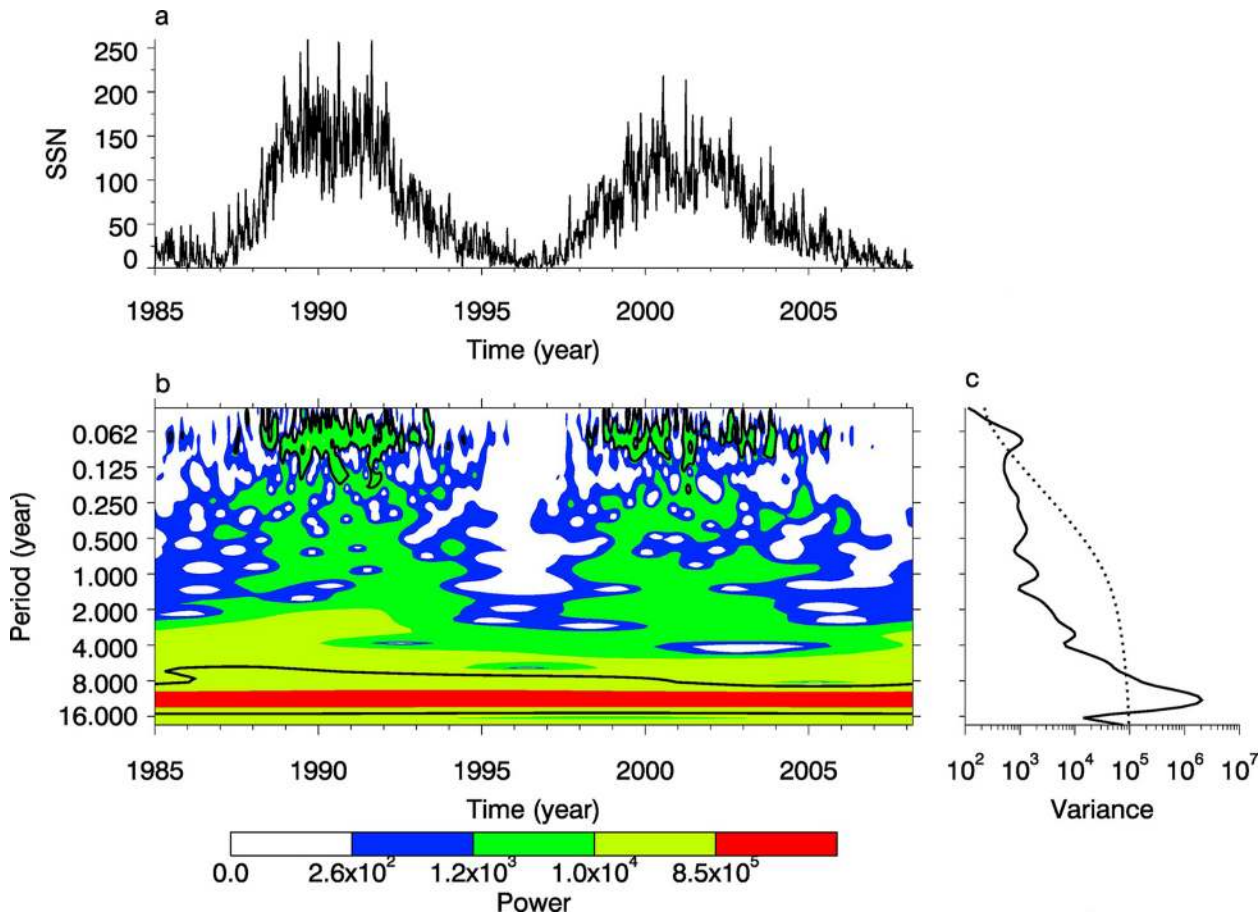 a
250
200
150
100
50
0
SSN
1985 1990 1995 2000 2005
Time (year)
b
c
0.062
0.125
0.250
0.500
1.000
2.000
4.000
8.000
16.000
Period (year)
1985 1990 1995 2000 2005
10² 10³ 10⁴ 10⁵ 10⁶ 10⁷
Time (year)
Variance
0.0 2.6x10² 1.2x10³ 1.0x10⁴ 8.5x10⁵
Power